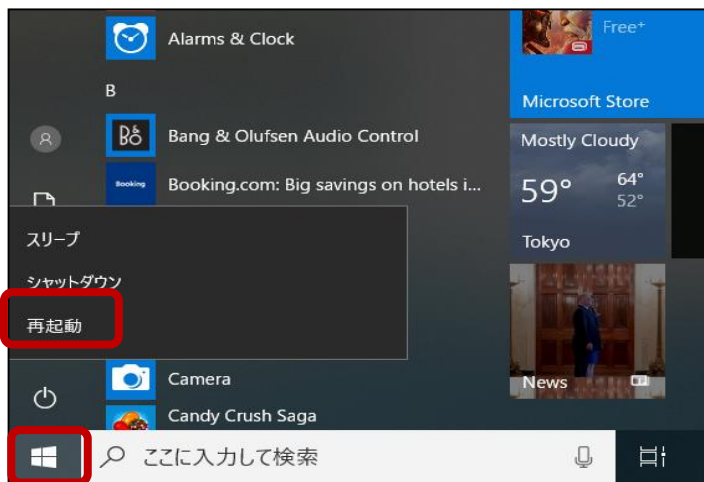 Alarms & Clock
B
Bang & Olufsen Audio Control
Booking
Booking.com: Big savings on hotels i...
スリープ
シャットダウン
再起動
Camera
Candy Crush Saga
ここに入力して検索
Free+
Microsoft Store
Mostly Cloudy
59° 64°
52°
Tokyo
News